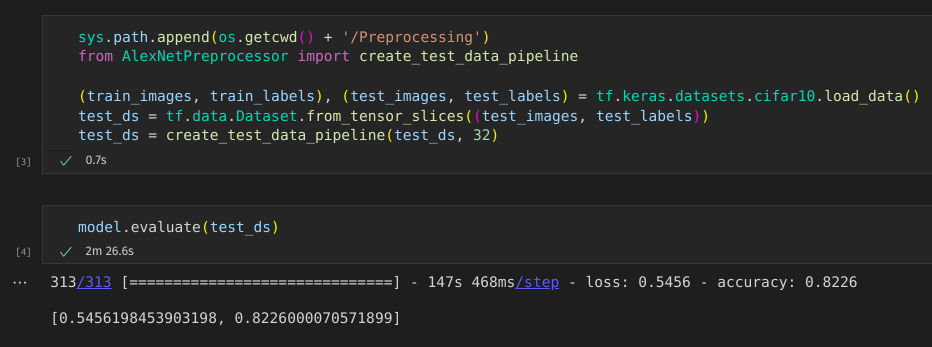 sys.path.append(os.getcwd() + '/Preprocessing')
from AlexNetPreprocessor import create_test_data_pipeline
(train_images, train_labels), (test_images, test_labels) = tf.keras.datasets.cifar10.load_data()
test_ds = tf.data.Dataset.from_tensor_slices((test_images, test_labels))
test_ds = create_test_data_pipeline(test_ds, 32)
[3] ✓ 0.7s
model.evaluate(test_ds)
[4] ✓ 2m 26.6s
··· 313/313 [==============================] - 147s 468ms/step - loss: 0.5456 - accuracy: 0.8226
[0.5456198453903198, 0.8226000070571899]